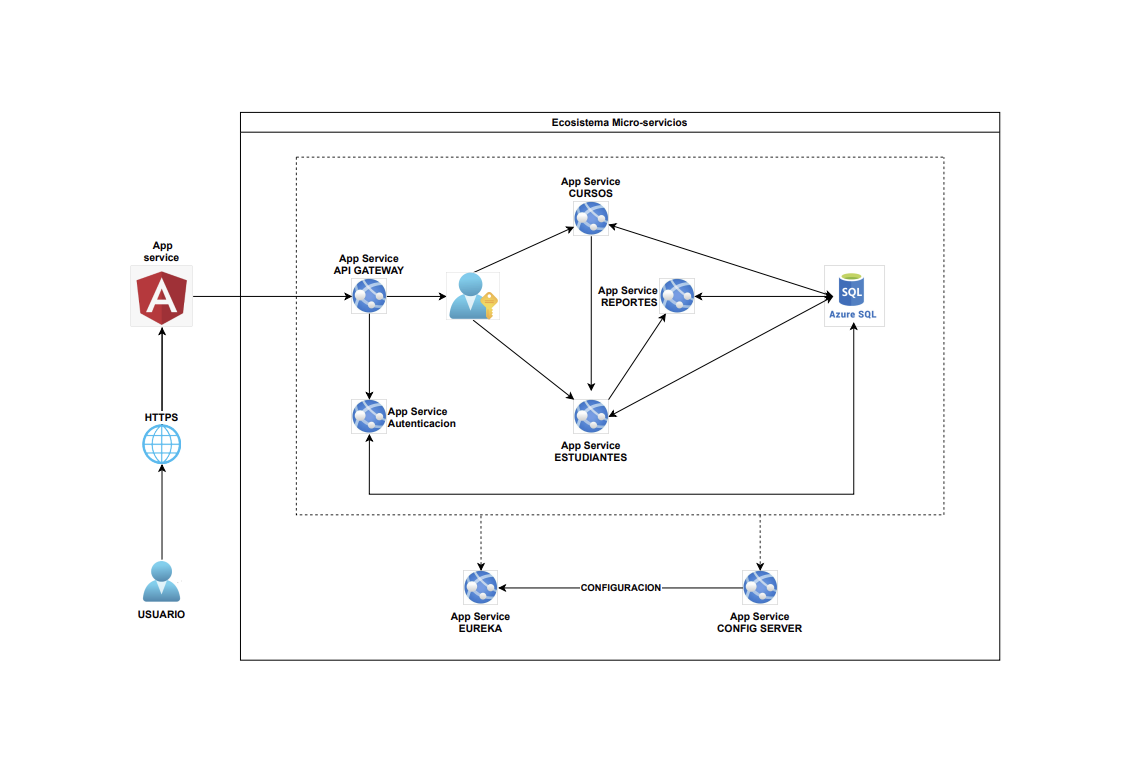 Ecosistema Micro-servicios
App Service
CURSOS
App
service
App Service
API GATEWAY
A
App Service
REPORTES
SQL
Azure SQL
HTTPS
App Service
Autenticacion
App Service
ESTUDIANTES
USUARIO
CONFIGURACION
App Service
EUREKA
App Service
CONFIG SERVER